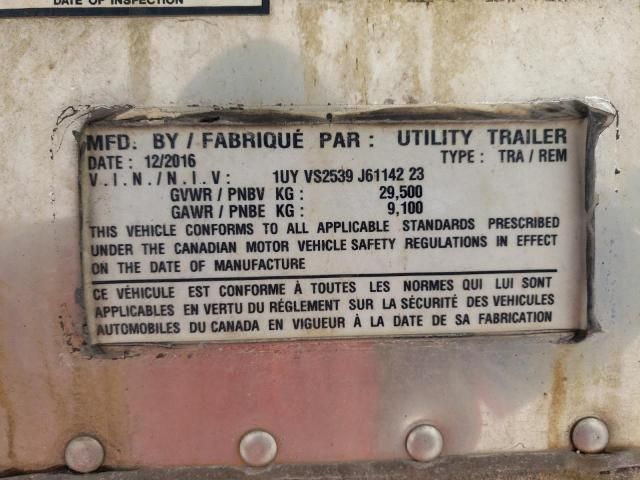 DATE OF INSPECTION
MFD. BY / FABRIQUÉ PAR : UTILITY TRAILER
DATE : 12/2016 TYPE : TRA / REM
V.I.N./N.I.V: 1UY VS2539 J61142 23
GVWR / PNBV KG : 29,500
GAWR / PNBE KG : 9,100
THIS VEHICLE CONFORMS TO ALL APPLICABLE STANDARDS PRESCRIBED
UNDER THE CANADIAN MOTOR VEHICLE SAFETY REGULATIONS IN EFFECT
ON THE DATE OF MANUFACTURE
CE VÉHICULE EST CONFORME À TOUTES LES NORMES QUI LUI SONT
APPLICABLES EN VERTU DU RÉGLEMENT SUR LA SÉCURITÉ DES VEHICULES
AUTOMOBILES DU CANADA EN VIGUEUR À LA DATE DE SA FABRICATION